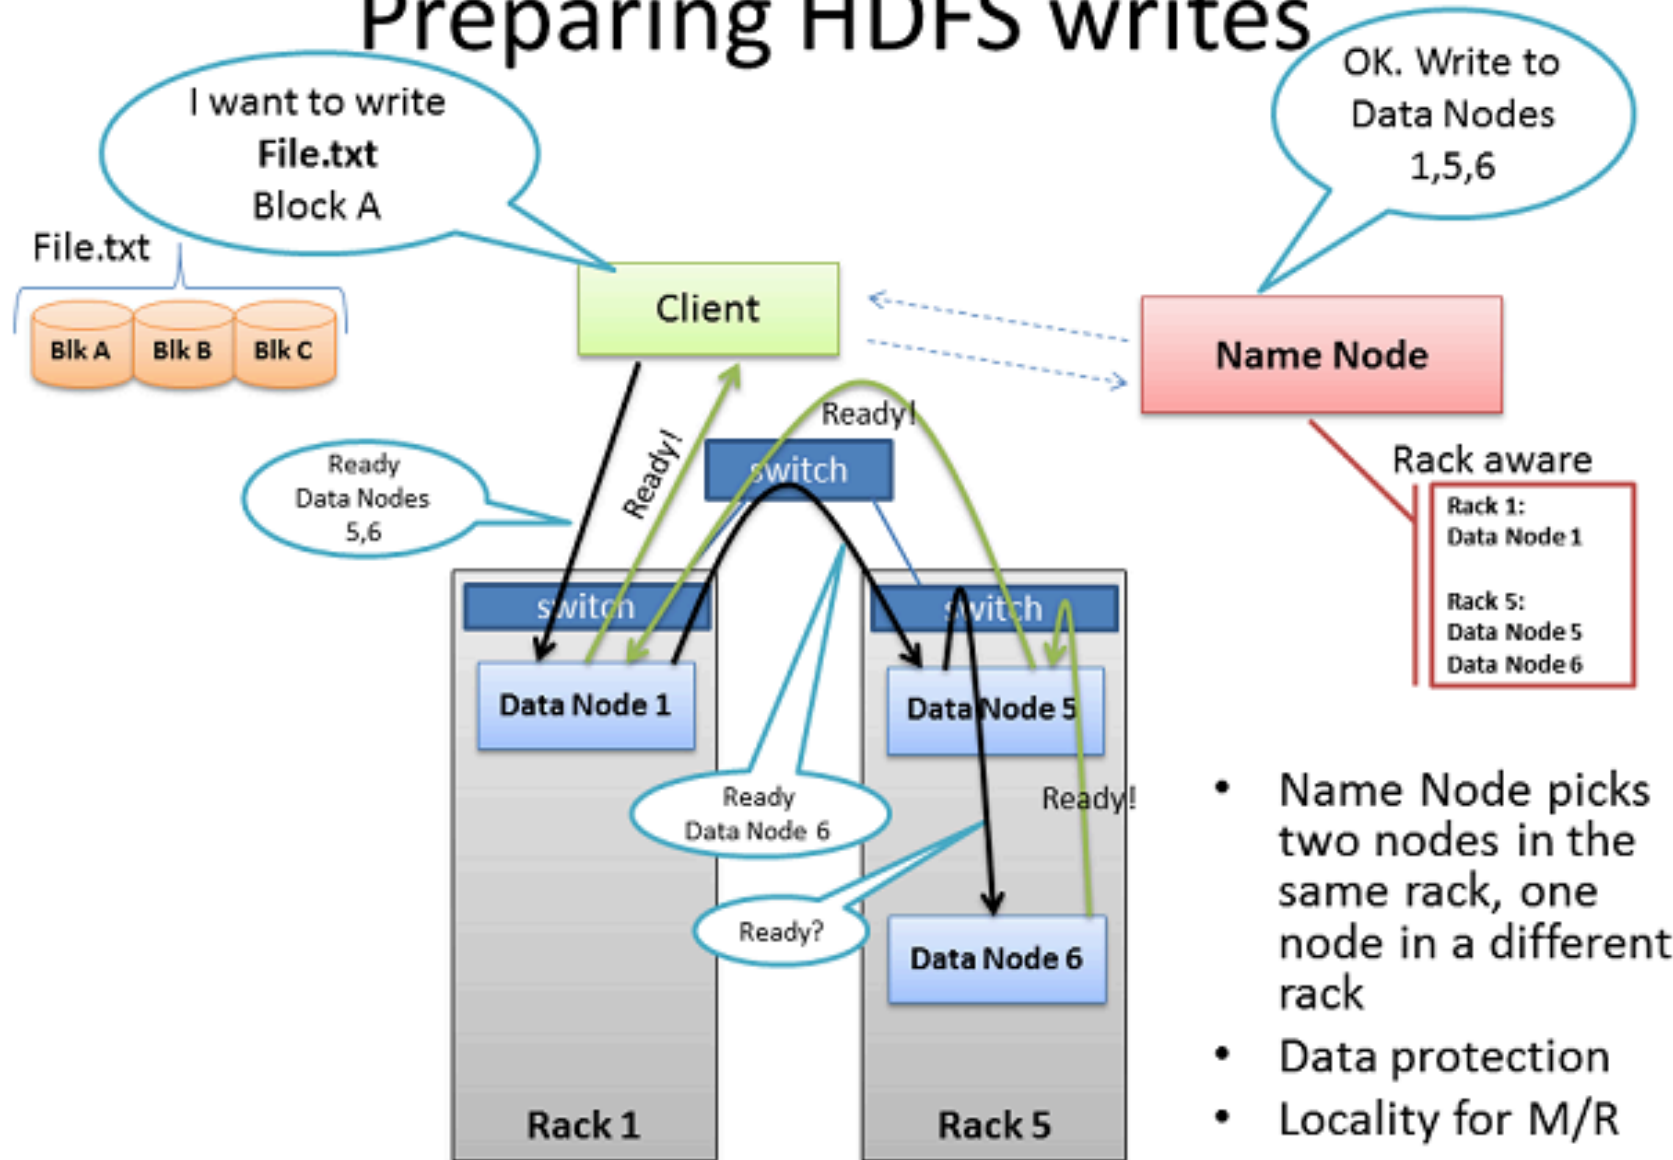 Preparing HDFS writes
I want to write
File.txt
Block A
OK. Write to
Data Nodes
1,5,6
File.txt
Blk A
Blk B
Blk C
Client
Name Node
Ready!
Ready!
switch
Ready
Data Nodes
5,6
Rack aware
Rack 1:
Data Node 1
Rack 5:
Data Node 5
Data Node 6
switch
switch
Data Node 1
Data Node 5
Ready
Data Node 6
Ready!
Ready?
Data Node 6
Rack 1
Rack 5
• Name Node picks
two nodes in the
same rack, one
node in a different
rack
• Data protection
• Locality for M/R